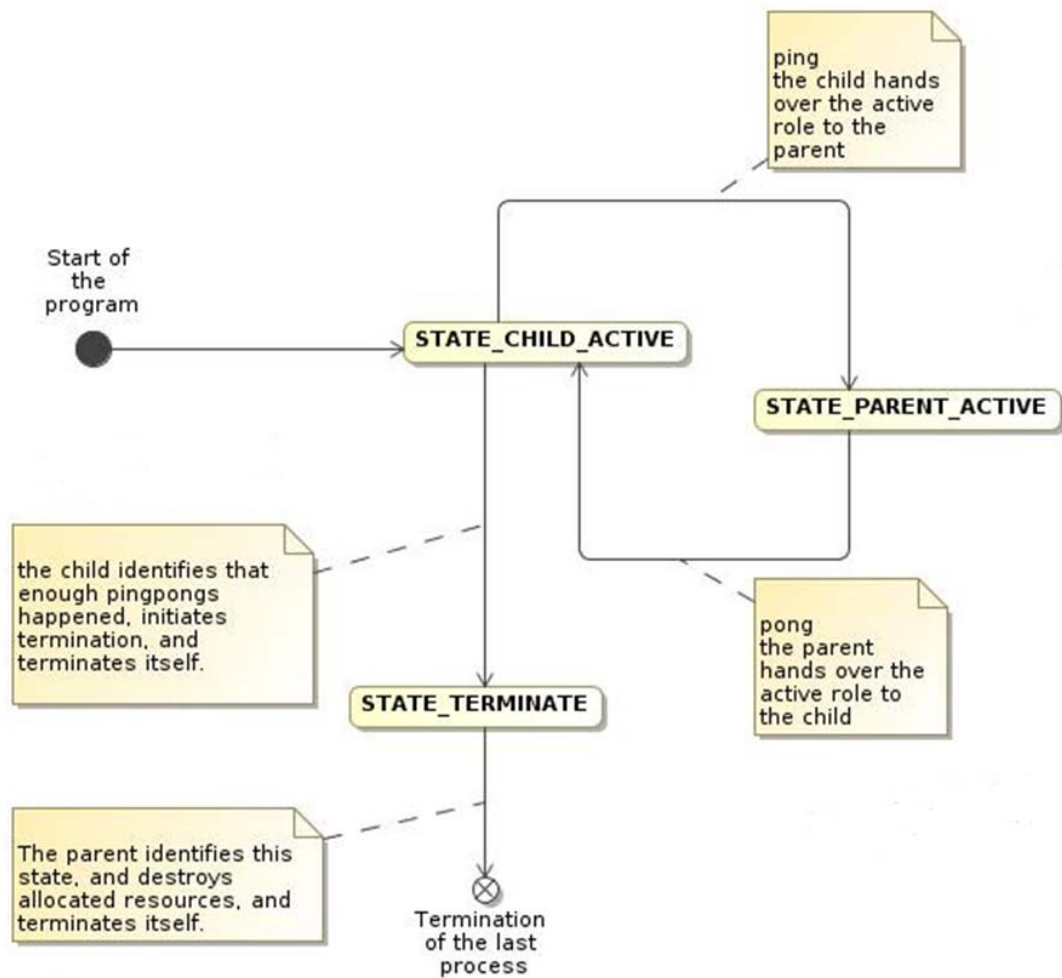 ping
the child hands
over the active
role to the
parent
Start of
the
program
STATE_CHILD_ACTIVE
STATE_PARENT_ACTIVE
the child identifies that
enough pingpongs
happened, initiates
termination, and
terminates itself.
pong
the parent
hands over the
active role to
the child
STATE_TERMINATE
The parent identifies this
state, and destroys
allocated resources, and
terminates itself.
Termination
of the last
process